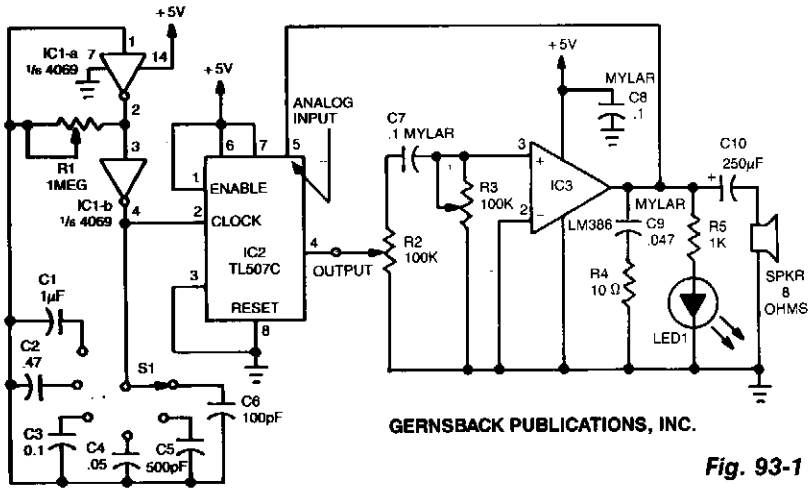 1
IC1-a
7
14
+5V
1/6 4069
2
R1
1MEG
3
IC1-b
1/6 4069
4
+5V
6
7
5
ANALOG
INPUT
1
ENABLE
2
CLOCK
IC2
TL507C
4
OUTPUT
3
RESET
8
C7
.1 MYLAR
R2
100K
R3
100K
+5V
MYLAR
C8
.1
3
+
IC3
2
−
LM386
MYLAR
C9
.047
R4
10 Ω
R5
1K
LED1
C10
250µF
+
SPKR
8
OHMS
C1
1µF
C2
.47
S1
C3
0.1
C4
.05
C5
500pF
C6
100pF
GERNSBACK PUBLICATIONS, INC.
Fig. 93-1